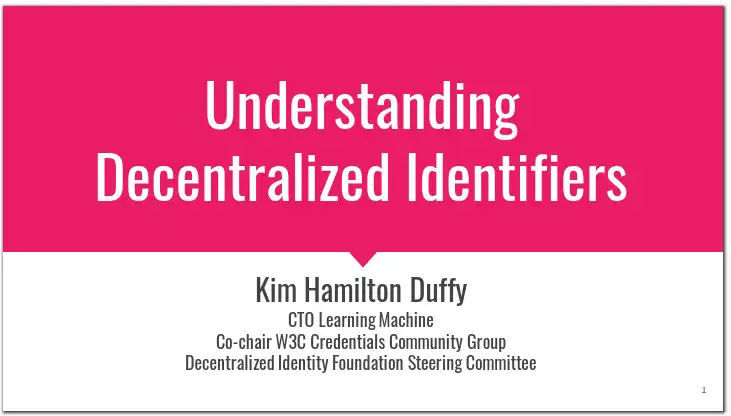 Understanding
Decentralized Identifiers
Kim Hamilton Duffy
CTO Learning Machine
Co-chair W3C Credentials Community Group
Decentralized Identity Foundation Steering Committee
1